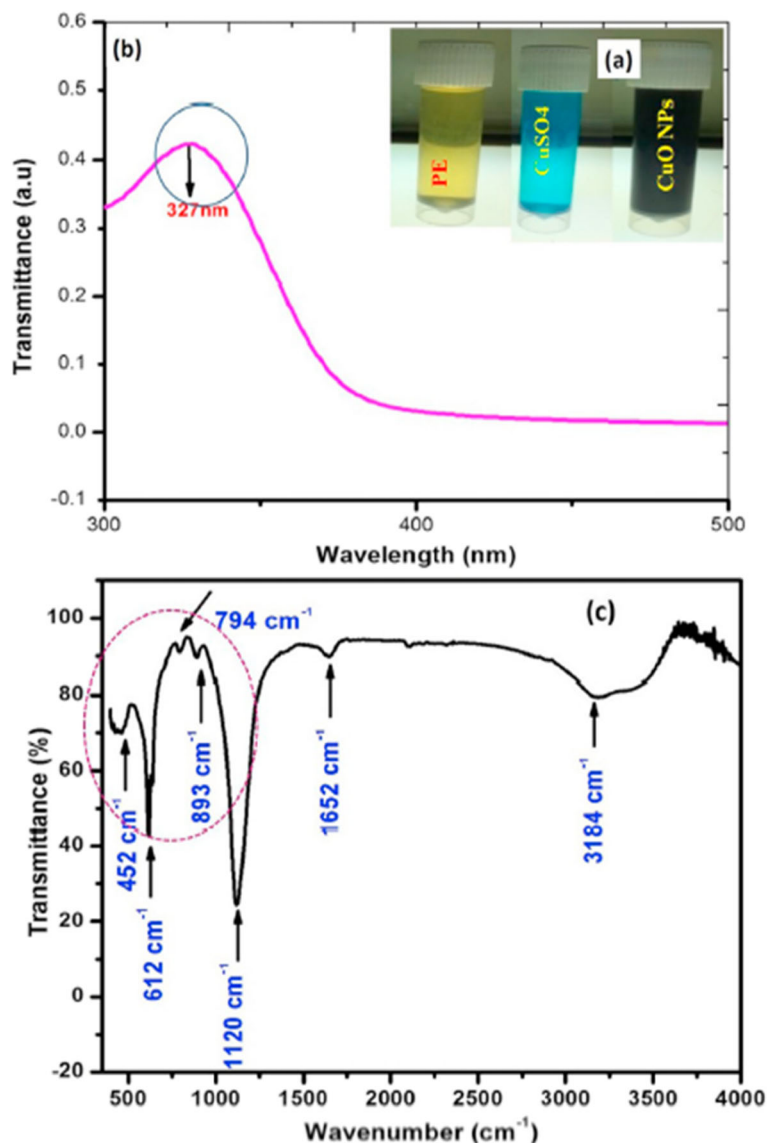 (b)
(a)
PE
CuSO4
CuO NPs
0.6
0.5
0.4
0.3
0.2
0.1
0.0
-0.1
Transmittance (a.u)
327nm
300
400
500
Wavelength (nm)
(c)
100
80
60
40
20
0
-20
Transmittance (%)
794 cm⁻¹
452 cm⁻¹
612 cm⁻¹
893 cm⁻¹
1120 cm⁻¹
1652 cm⁻¹
3184 cm⁻¹
500
1000
1500
2000
2500
3000
3500
4000
Wavenumber (cm⁻¹)